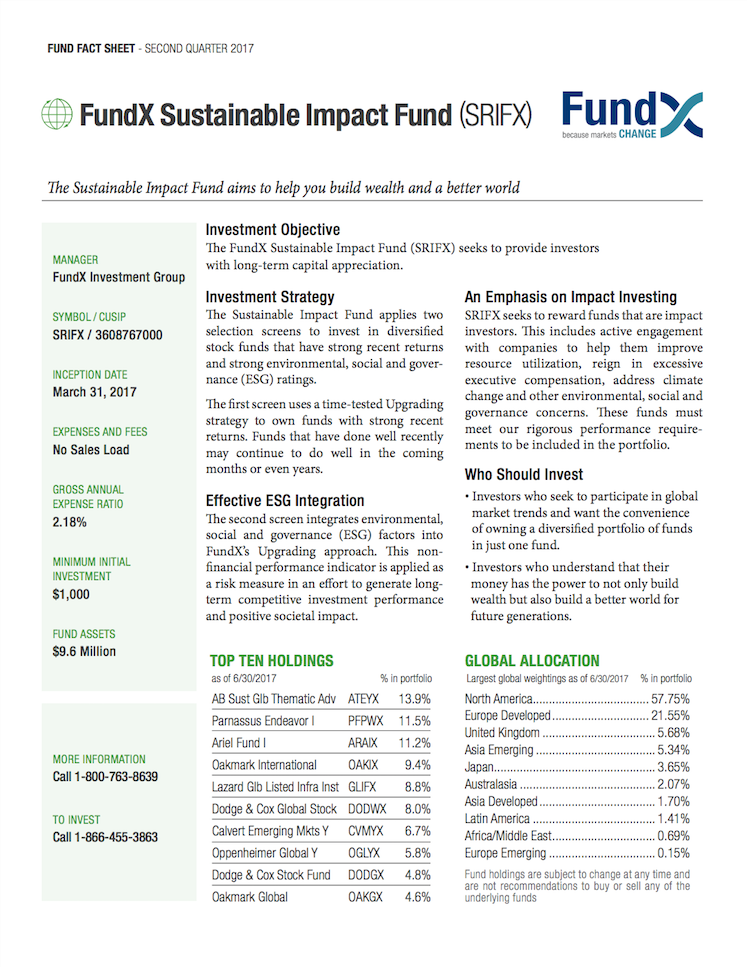 FUND FACT SHEET - SECOND QUARTER 2017
FundX Sustainable Impact Fund (SRIFX)
FundX
because markets CHANGE
The Sustainable Impact Fund aims to help you build wealth and a better world
MANAGER
FundX Investment Group
SYMBOL / CUSIP
SRIFX / 3608767000
INCEPTION DATE
March 31, 2017
EXPENSES AND FEES
No Sales Load
GROSS ANNUAL
EXPENSE RATIO
2.18%
MINIMUM INITIAL
INVESTMENT
$1,000
FUND ASSETS
$9.6 Million
MORE INFORMATION
Call 1-800-763-8639
TO INVEST
Call 1-866-455-3863
Investment Objective
The FundX Sustainable Impact Fund (SRIFX) seeks to provide investors
with long-term capital appreciation.
Investment Strategy
The Sustainable Impact Fund applies two
selection screens to invest in diversified
stock funds that have strong recent returns
and strong environmental, social and gover-
nance (ESG) ratings.
The first screen uses a time-tested Upgrading
strategy to own funds with strong recent
returns. Funds that have done well recently
may continue to do well in the coming
months or even years.
Effective ESG Integration
The second screen integrates environmental,
social and governance (ESG) factors into
FundX's Upgrading approach. This non-
financial performance indicator is applied as
a risk measure in an effort to generate long-
term competitive investment performance
and positive societal impact.
An Emphasis on Impact Investing
SRIFX seeks to reward funds that are impact
investors. This includes active engagement
with companies to help them improve
resource utilization, reign in excessive
executive compensation, address climate
change and other environmental, social and
governance concerns. These funds must
meet our rigorous performance require-
ments to be included in the portfolio.
Who Should Invest
• Investors who seek to participate in global
market trends and want the convenience
of owning a diversified portfolio of funds
in just one fund.
• Investors who understand that their
money has the power to not only build
wealth but also build a better world for
future generations.
TOP TEN HOLDINGS
as of 6/30/2017 % in portfolio
AB Sust Glb Thematic Adv ATEYX 13.9%
Parnassus Endeavor I PFPWX 11.5%
Ariel Fund I ARAIX 11.2%
Oakmark International OAKIX 9.4%
Lazard Glb Listed Infra Inst GLIFX 8.8%
Dodge & Cox Global Stock DODWX 8.0%
Calvert Emerging Mkts Y CVMYX 6.7%
Oppenheimer Global Y OGLYX 5.8%
Dodge & Cox Stock Fund DODGX 4.8%
Oakmark Global OAKGX 4.6%
GLOBAL ALLOCATION
Largest global weightings as of 6/30/2017 % in portfolio
North America.................................... 57.75%
Europe Developed.............................. 21.55%
United Kingdom ................................... 5.68%
Asia Emerging ..................................... 5.34%
Japan.................................................. 3.65%
Australasia .......................................... 2.07%
Asia Developed.................................... 1.70%
Latin America ...................................... 1.41%
Africa/Middle East................................ 0.69%
Europe Emerging ................................. 0.15%
Fund holdings are subject to change at any time and
are not recommendations to buy or sell any of the
underlying funds